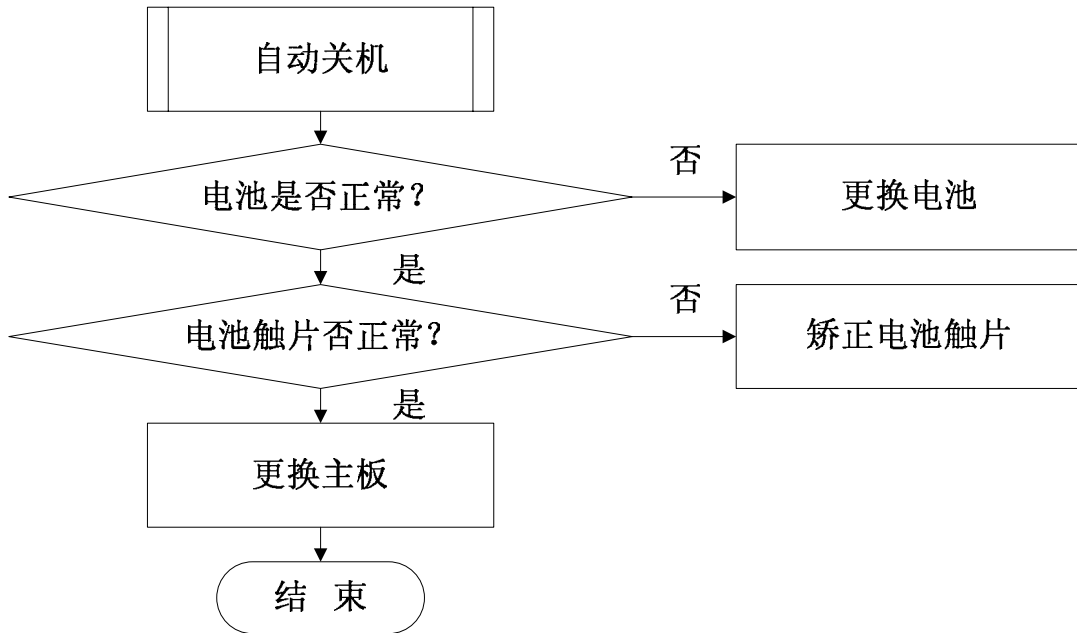 自动关机
电池是否正常？
否
更换电池
是
电池触片否正常？
否
矫正电池触片
是
更换主板
结 束